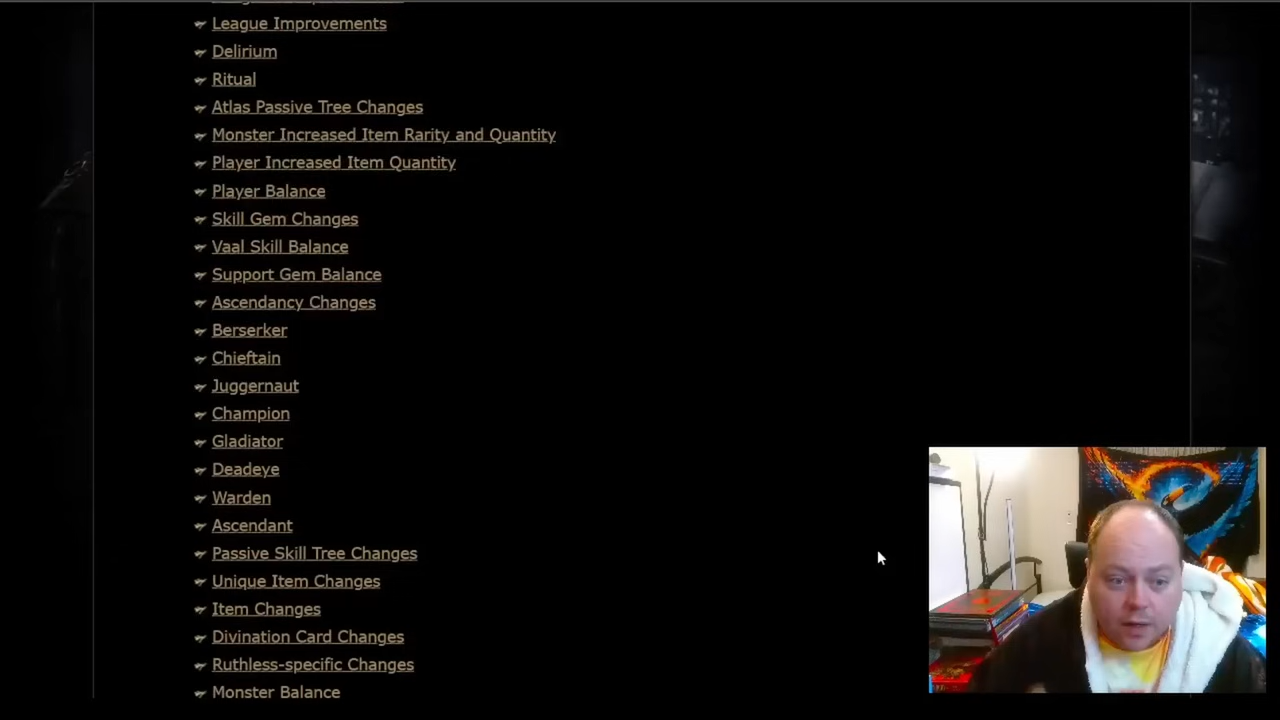 League Improvements
Delirium
Ritual
Atlas Passive Tree Changes
Monster Increased Item Rarity and Quantity
Player Increased Item Quantity
Player Balance
Skill Gem Changes
Vaal Skill Balance
Support Gem Balance
Ascendancy Changes
Berserker
Chieftain
Juggernaut
Champion
Gladiator
Deadeye
Warden
Ascendant
Passive Skill Tree Changes
Unique Item Changes
Item Changes
Divination Card Changes
Ruthless-specific Changes
Monster Balance